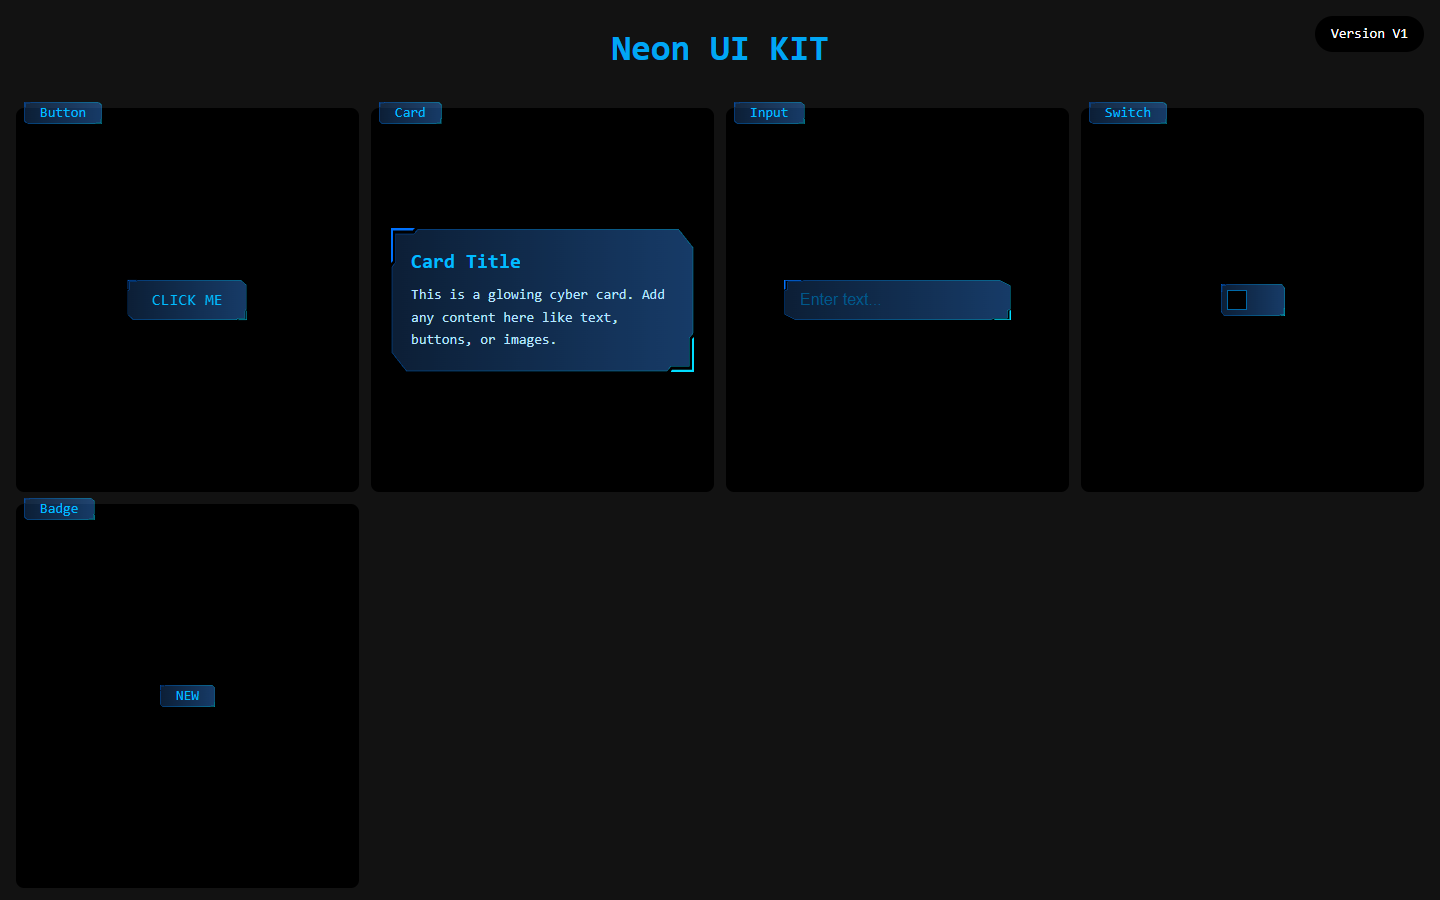 Neon UI KIT
Version V1
Button
Card
Input
Switch
CLICK ME
Card Title
This is a glowing cyber card. Add
any content here like text,
buttons, or images.
Enter text...
Badge
NEW